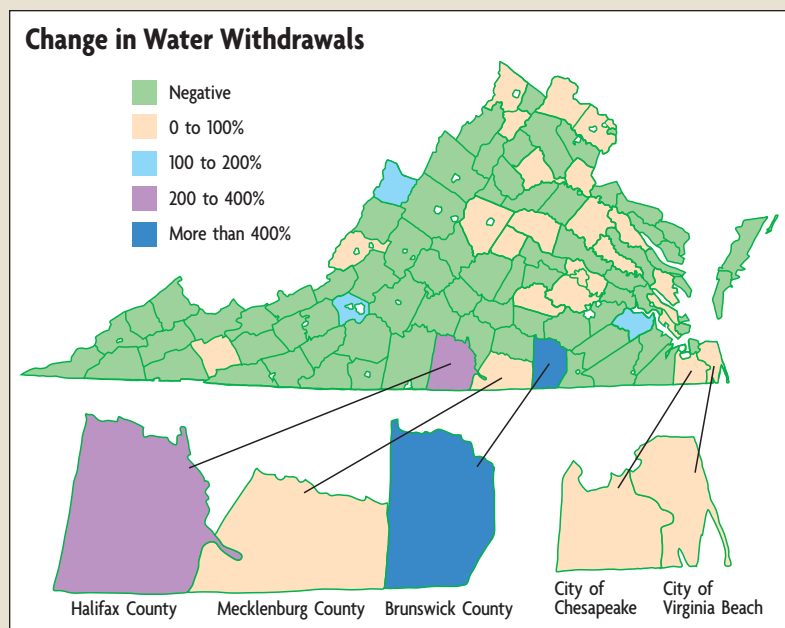 Change in Water Withdrawals
Negative
0 to 100%
100 to 200%
200 to 400%
More than 400%
Halifax County
Mecklenburg County
Brunswick County
City of
Chesapeake
City of
Virginia Beach